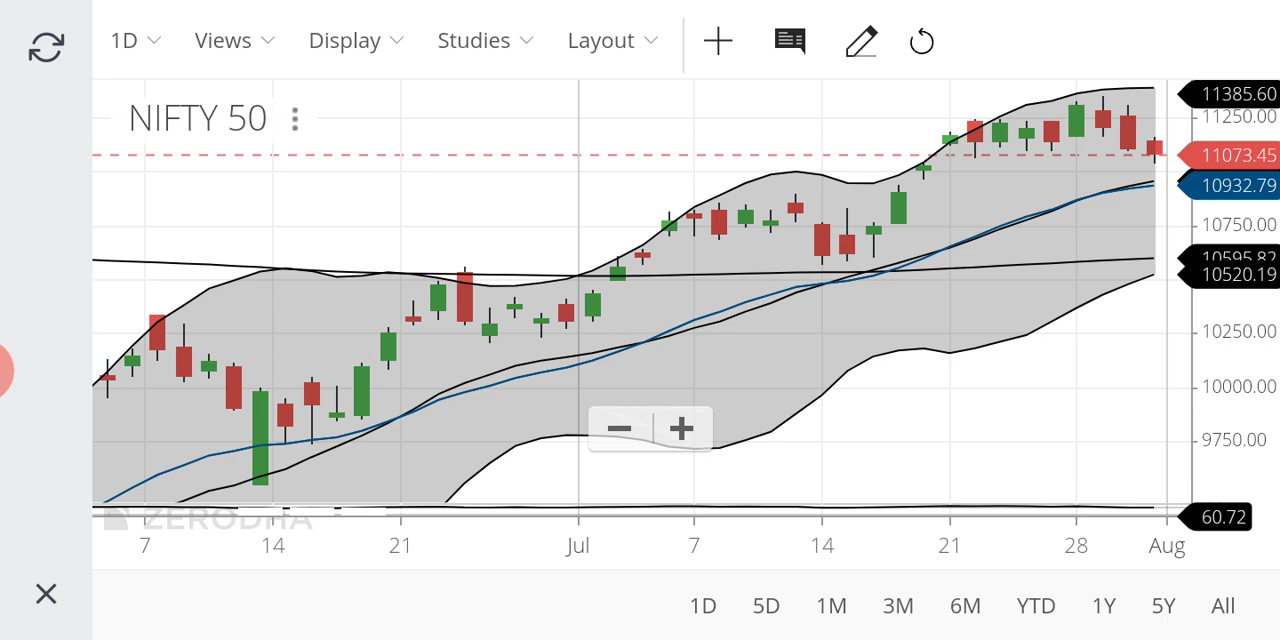 1D Views Display Studies Layout
NIFTY 50
11385.60
11250.00
11073.45
10932.79
10750.00
10595.82
10520.19
10250.00
10000.00
9750.00
ZERODHA
60.72
7 14 21 Jul 7 14 21 28 Aug
1D 5D 1M 3M 6M YTD 1Y 5Y All